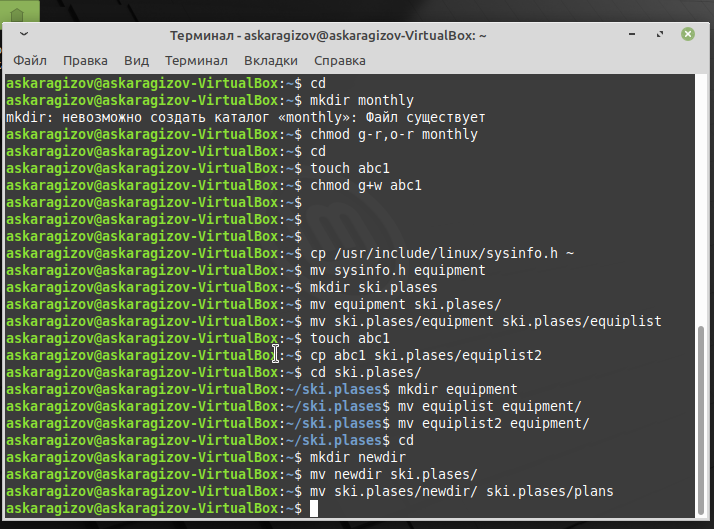 Терминал - askaragizov@askaragizov-VirtualBox: ~
Файл Правка Вид Терминал Вкладки Справка
askaragizov@askaragizov-VirtualBox:~$ cd
askaragizov@askaragizov-VirtualBox:~$ mkdir monthly
mkdir: невозможно создать каталог «monthly»: Файл существует
askaragizov@askaragizov-VirtualBox:~$ chmod g-r,o-r monthly
askaragizov@askaragizov-VirtualBox:~$ cd
askaragizov@askaragizov-VirtualBox:~$ touch abc1
askaragizov@askaragizov-VirtualBox:~$ chmod g+w abc1
askaragizov@askaragizov-VirtualBox:~$
askaragizov@askaragizov-VirtualBox:~$
askaragizov@askaragizov-VirtualBox:~$
askaragizov@askaragizov-VirtualBox:~$ cp /usr/include/linux/sysinfo.h ~
askaragizov@askaragizov-VirtualBox:~$ mv sysinfo.h equipment
askaragizov@askaragizov-VirtualBox:~$ mkdir ski.plases
askaragizov@askaragizov-VirtualBox:~$ mv equipment ski.plases/
askaragizov@askaragizov-VirtualBox:~$ mv ski.plases/equipment ski.plases/equiplist
askaragizov@askaragizov-VirtualBox:~$ touch abc1
askaragizov@askaragizov-VirtualBox:~$ cp abc1 ski.plases/equiplist2
askaragizov@askaragizov-VirtualBox:~$ cd ski.plases/
askaragizov@askaragizov-VirtualBox:~/ski.plases$ mkdir equipment
askaragizov@askaragizov-VirtualBox:~/ski.plases$ mv equiplist equipment/
askaragizov@askaragizov-VirtualBox:~/ski.plases$ mv equiplist2 equipment/
askaragizov@askaragizov-VirtualBox:~/ski.plases$ cd
askaragizov@askaragizov-VirtualBox:~$ mkdir newdir
askaragizov@askaragizov-VirtualBox:~$ mv newdir ski.plases/
askaragizov@askaragizov-VirtualBox:~$ mv ski.plases/newdir/ ski.plases/plans
askaragizov@askaragizov-VirtualBox:~$